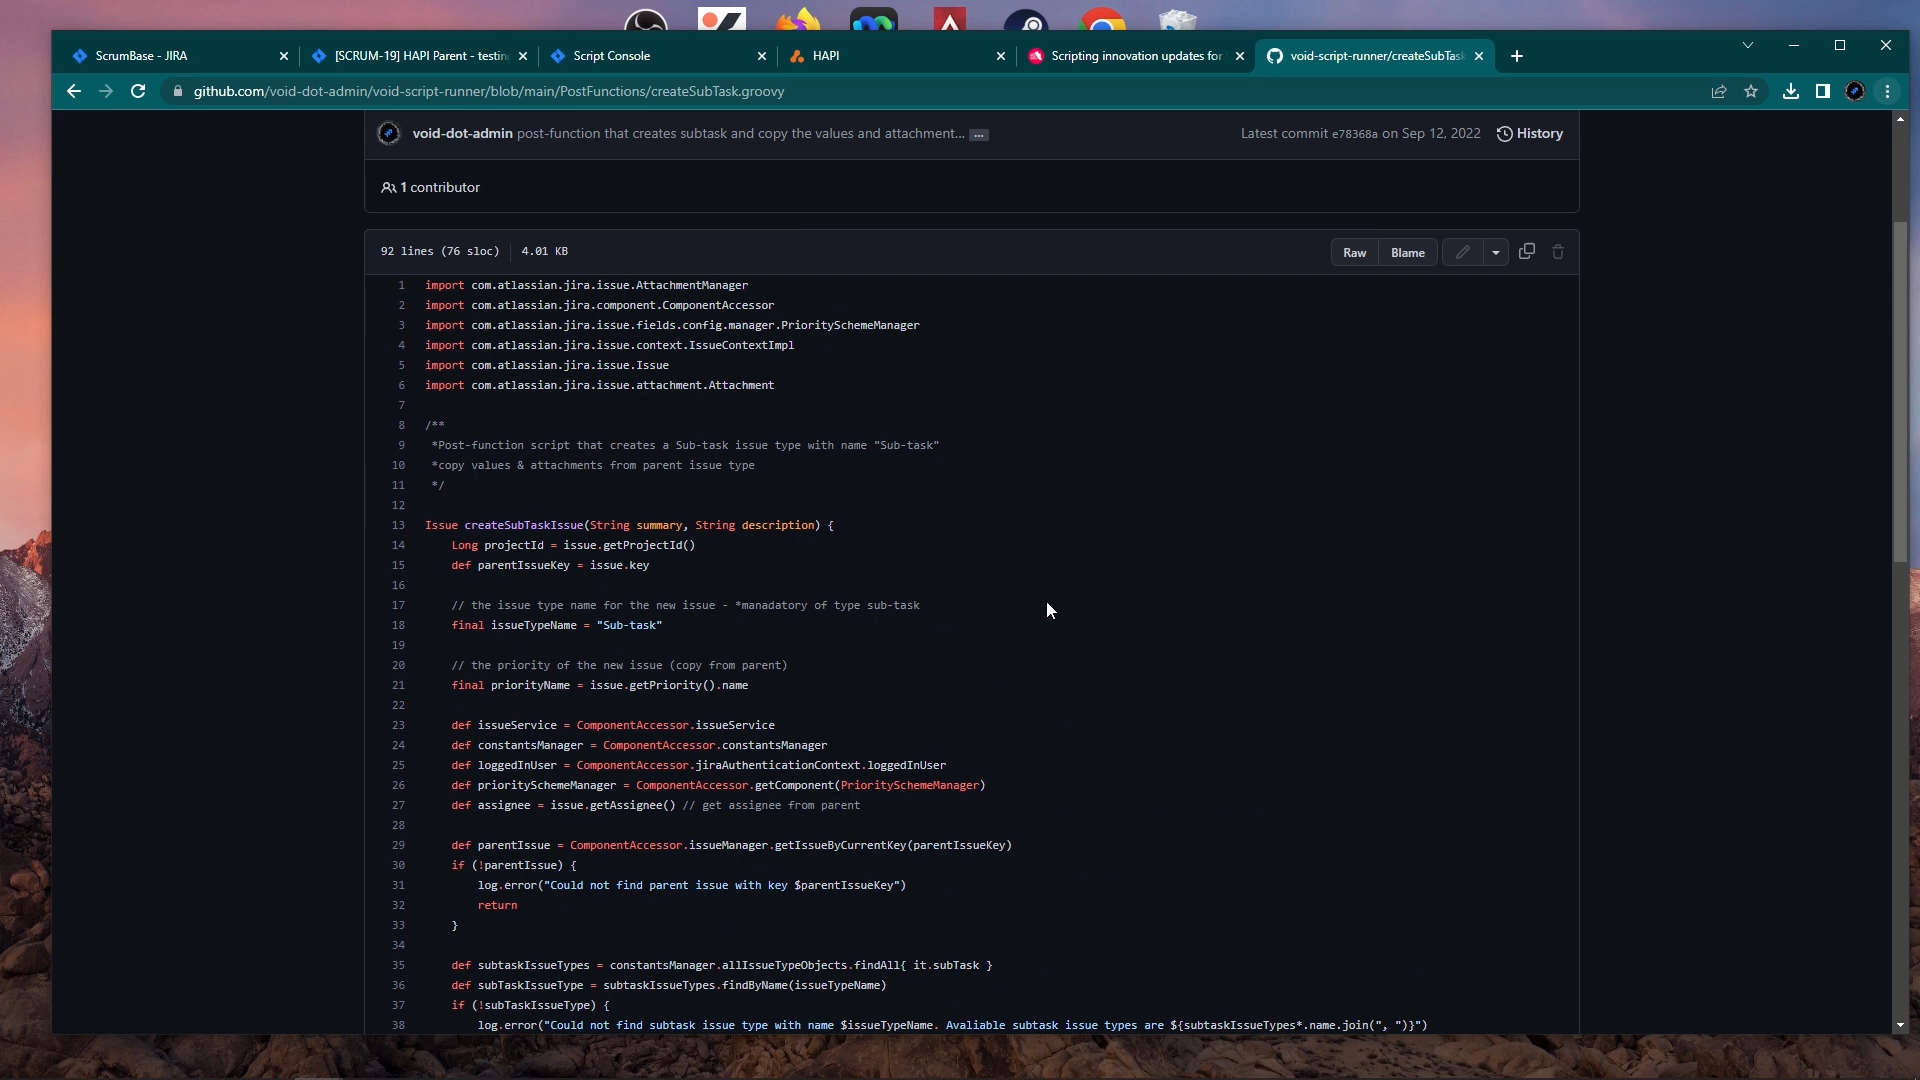 ScrumBase - JIRA
[SCRUM-19] HAPI Parent - testing
Script Console
HAPI
Scripting innovation updates for
void-script-runner/createSubTask
github.com/void-dot-admin/void-script-runner/blob/main/PostFunctions/createSubTask.groovy
void-dot-admin post-function that creates subtask and copy the values and attachment... …
Latest commit e78368a on Sep 12, 2022 History
1 contributor
92 lines (76 sloc) 4.01 KB
Raw Blame
1 import com.atlassian.jira.issue.AttachmentManager
2 import com.atlassian.jira.component.ComponentAccessor
3 import com.atlassian.jira.issue.fields.config.manager.PrioritySchemeManager
4 import com.atlassian.jira.issue.context.IssueContextImpl
5 import com.atlassian.jira.issue.Issue
6 import com.atlassian.jira.issue.attachment.Attachment
7
8 /**
9 *Post-function script that creates a Sub-task issue type with name "Sub-task"
10 *copy values & attachments from parent issue type
11 */
12
13 Issue createSubTaskIssue(String summary, String description) {
14 Long projectId = issue.getProjectId()
15 def parentIssueKey = issue.key
16
17 // the issue type name for the new issue - *manadatory of type sub-task
18 final issueTypeName = "Sub-task"
19
20 // the priority of the new issue (copy from parent)
21 final priorityName = issue.getPriority().name
22
23 def issueService = ComponentAccessor.issueService
24 def constantsManager = ComponentAccessor.constantsManager
25 def loggedInUser = ComponentAccessor.jiraAuthenticationContext.loggedInUser
26 def prioritySchemeManager = ComponentAccessor.getComponent(PrioritySchemeManager)
27 def assignee = issue.getAssignee() // get assignee from parent
28
29 def parentIssue = ComponentAccessor.issueManager.getIssueByCurrentKey(parentIssueKey)
30 if (!parentIssue) {
31 log.error("Could not find parent issue with key $parentIssueKey")
32 return
33 }
34
35 def subtaskIssueTypes = constantsManager.allIssueTypeObjects.findAll{ it.subTask }
36 def subTaskIssueType = subtaskIssueTypes.findByName(issueTypeName)
37 if (!subTaskIssueType) {
38 log.error("Could not find subtask issue type with name $issueTypeName. Avaliable subtask issue types are ${subtaskIssueTypes*.name.join(", ")}")